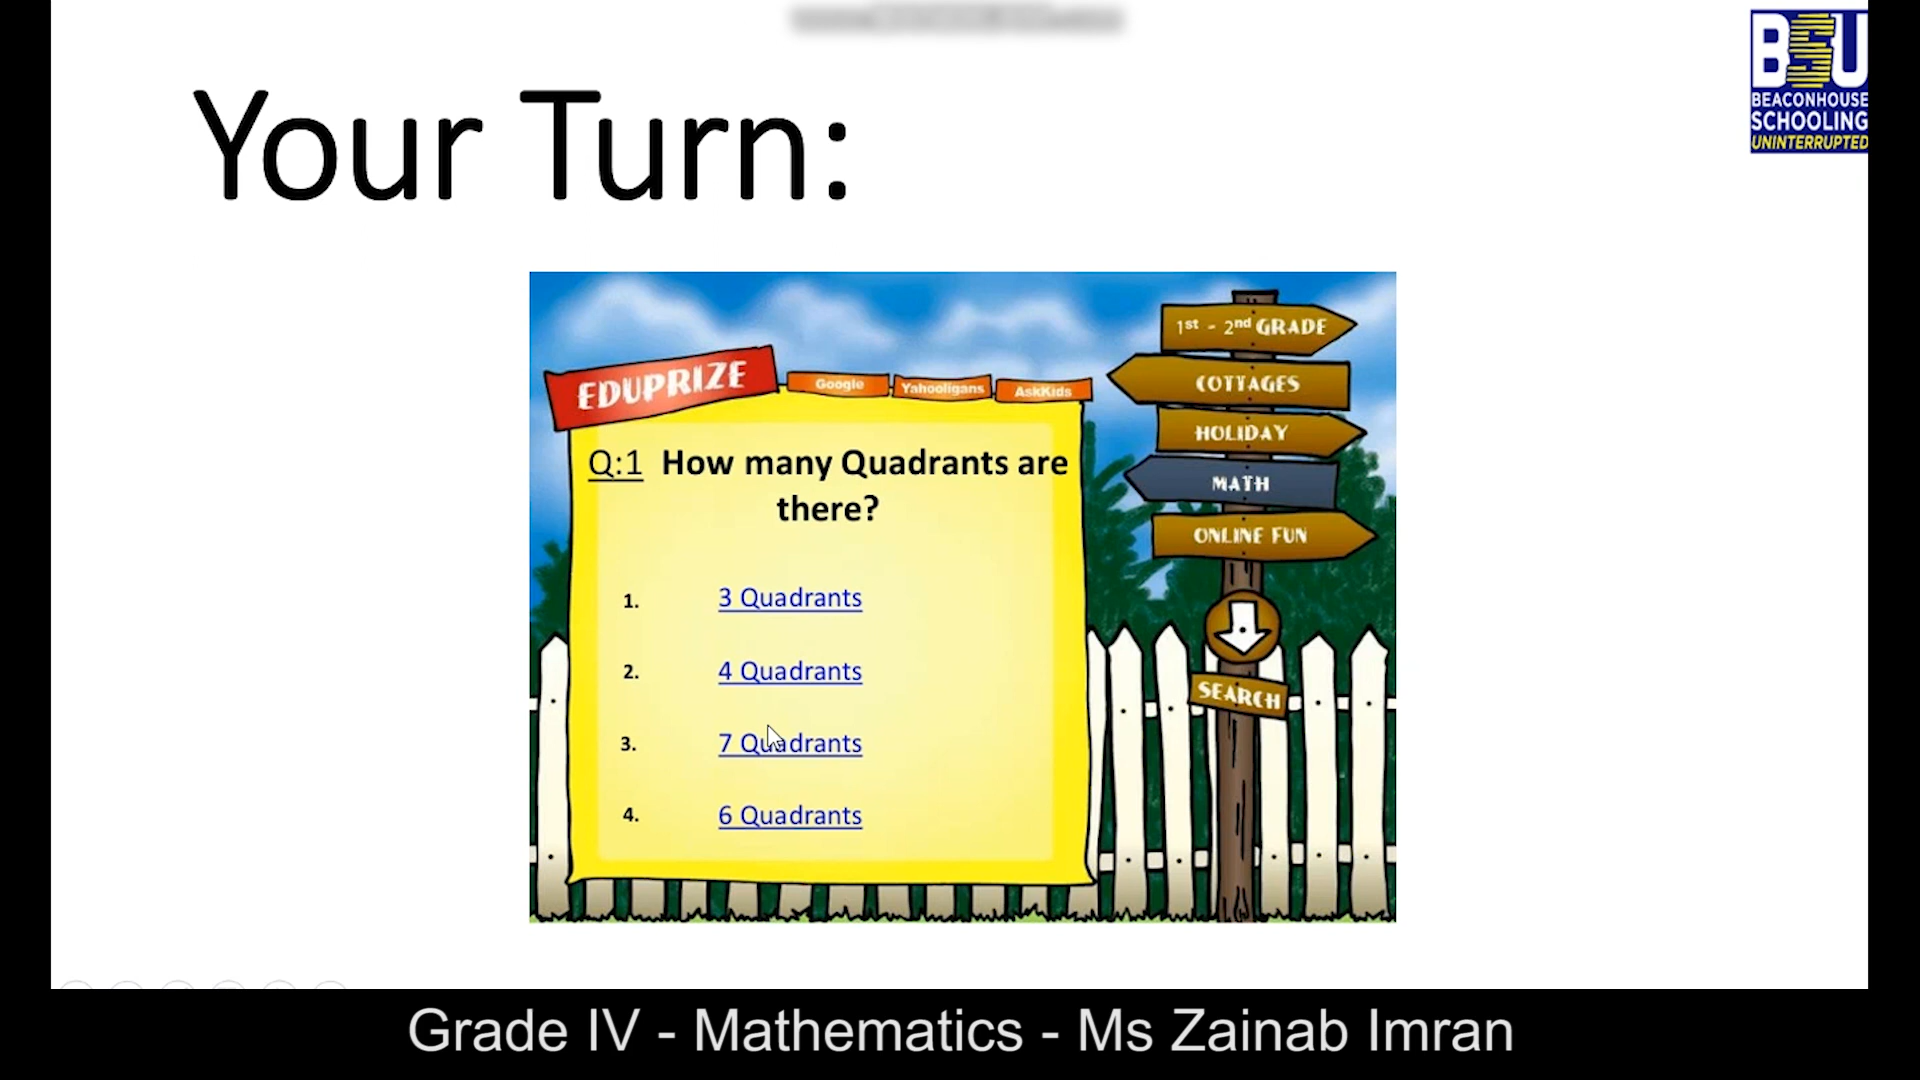 BSU
BEACONHOUSE
SCHOOLING
UNINTERRUPTED
Your Turn:
1st - 2nd GRADE
COTTAGES
HOLIDAY
MATH
ONLINE FUN
SEARCH
EDUPRIZE
Google
Yahooligans
AskKids
Q:1 How many Quadrants are
there?
1. 3 Quadrants
2. 4 Quadrants
3. 7 Quadrants
4. 6 Quadrants
Grade IV - Mathematics - Ms Zainab Imran